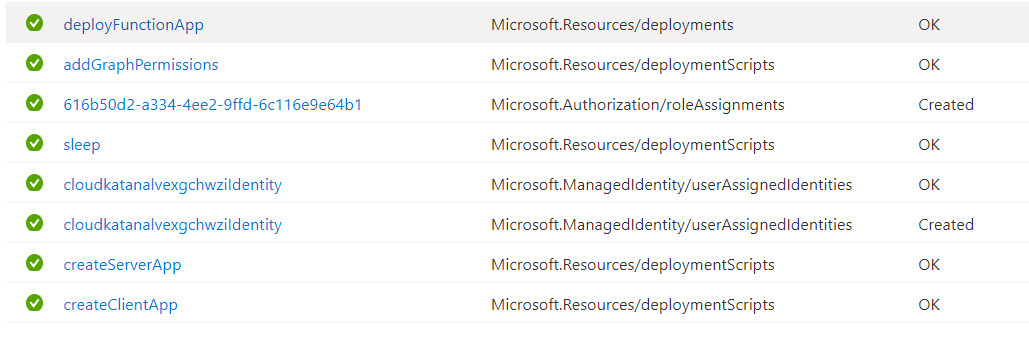 deployFunctionApp Microsoft.Resources/deployments OK
addGraphPermissions Microsoft.Resources/deploymentScripts OK
616b50d2-a334-4ee2-9ffd-6c116e9e64b1 Microsoft.Authorization/roleAssignments Created
sleep Microsoft.Resources/deploymentScripts OK
cloudkatanalvexgchwziIdentity Microsoft.ManagedIdentity/userAssignedIdentities OK
cloudkatanalvexgchwziIdentity Microsoft.ManagedIdentity/userAssignedIdentities Created
createServerApp Microsoft.Resources/deploymentScripts OK
createClientApp Microsoft.Resources/deploymentScripts OK